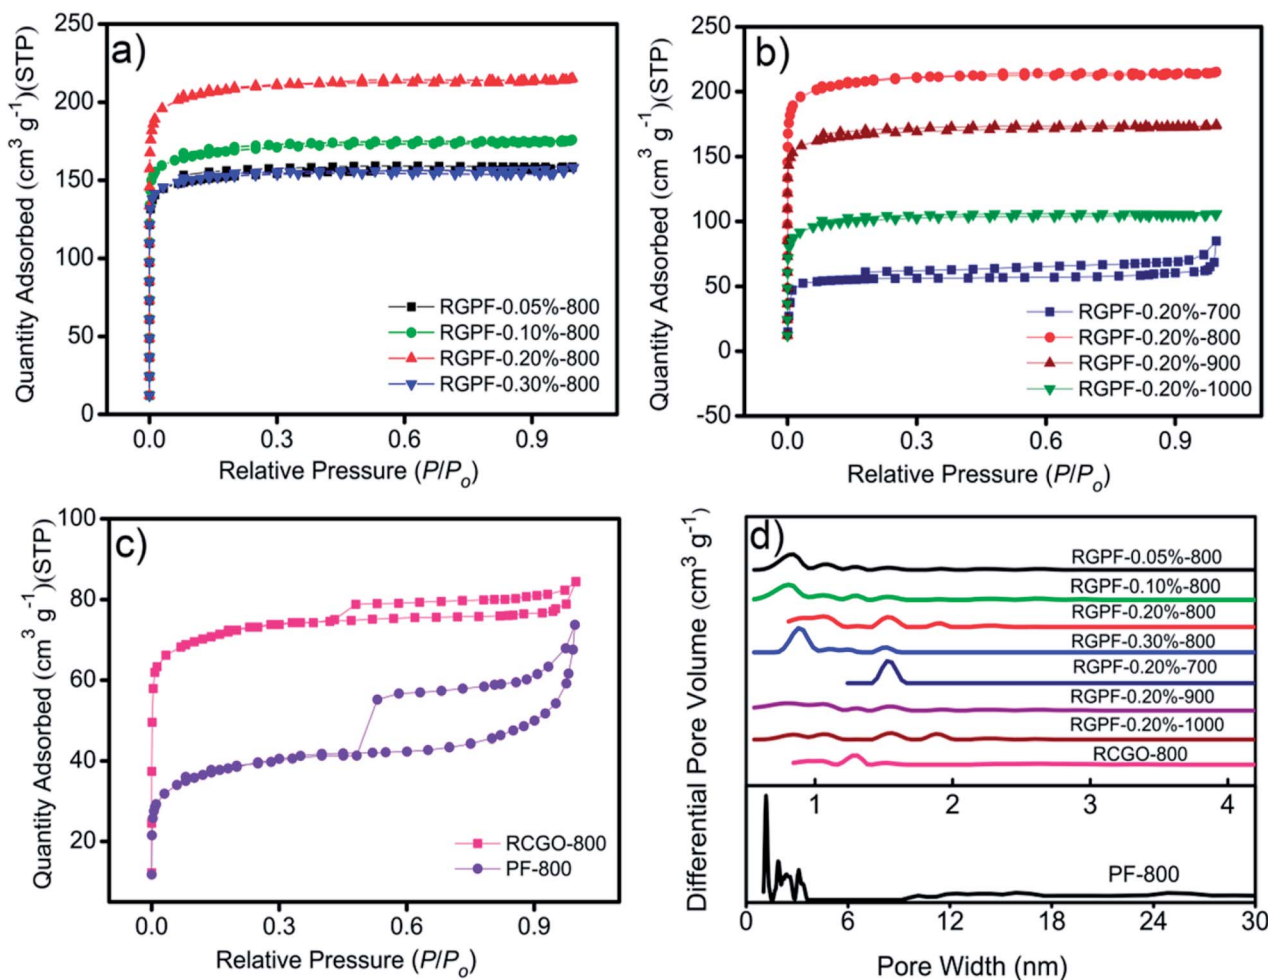 a)
Quantity Adsorbed (cm³ g⁻¹)(STP)
250
200
150
100
50
0
RGPF-0.05%-800
RGPF-0.10%-800
RGPF-0.20%-800
RGPF-0.30%-800
0.0 0.3 0.6 0.9
Relative Pressure (P/Pₒ)
b)
Quantity Adsorbed (cm³ g⁻¹)(STP)
250
200
150
100
50
0
-50
RGPF-0.20%-700
RGPF-0.20%-800
RGPF-0.20%-900
RGPF-0.20%-1000
0.0 0.3 0.6 0.9
Relative Pressure (P/Pₒ)
c)
Quantity Adsorbed (cm³ g⁻¹)(STP)
100
80
60
40
20
RCGO-800
PF-800
0.0 0.3 0.6 0.9
Relative Pressure (P/Pₒ)
d)
Differential Pore Volume (cm³ g⁻¹)
RGPF-0.05%-800
RGPF-0.10%-800
RGPF-0.20%-800
RGPF-0.30%-800
RGPF-0.20%-700
RGPF-0.20%-900
RGPF-0.20%-1000
RCGO-800
1 2 3 4
PF-800
0 6 12 18 24 30
Pore Width (nm)